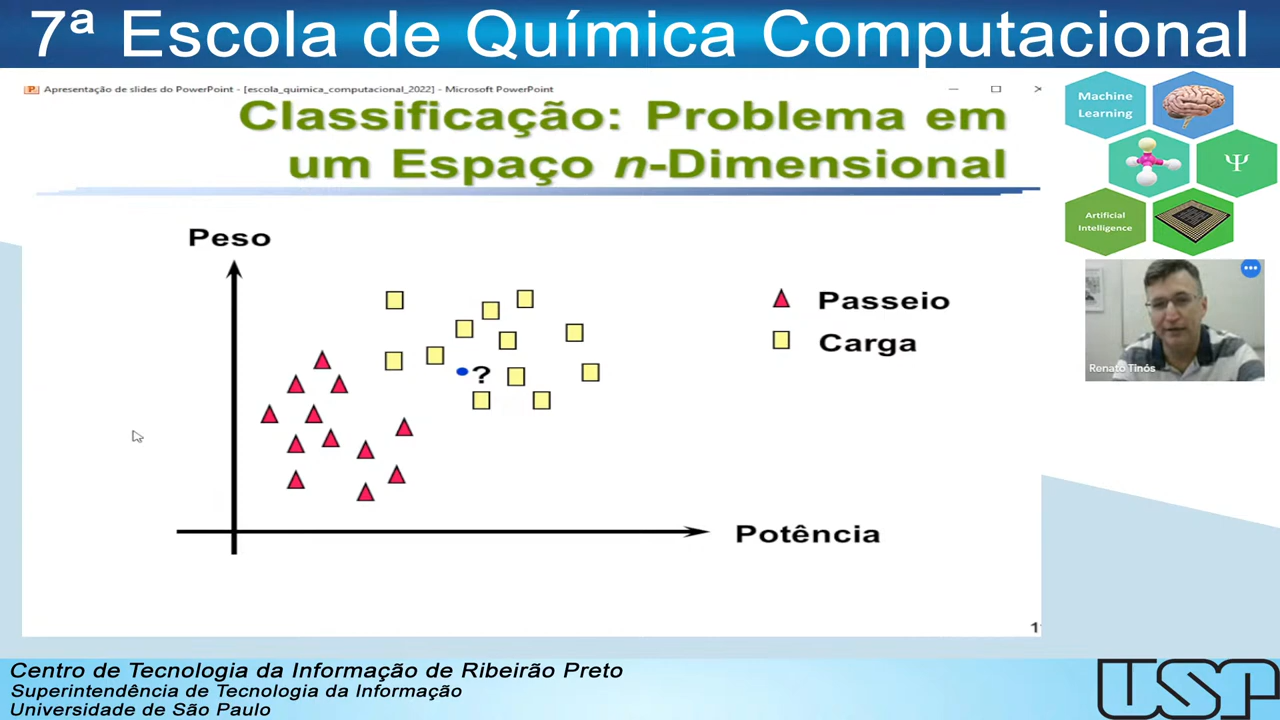 7ª Escola de Química Computacional
Apresentação de slides do PowerPoint - [escola_quimica_computacional_2022] - Microsoft PowerPoint
Classificação: Problema em
um Espaço n-Dimensional
Machine
Learning
Ψ
Artificial
Intelligence
Peso
Passeio
Carga
?
Renato Tinós
Potência
Centro de Tecnologia da Informação de Ribeirão Preto
Superintendência de Tecnologia da Informação
Universidade de São Paulo
USP